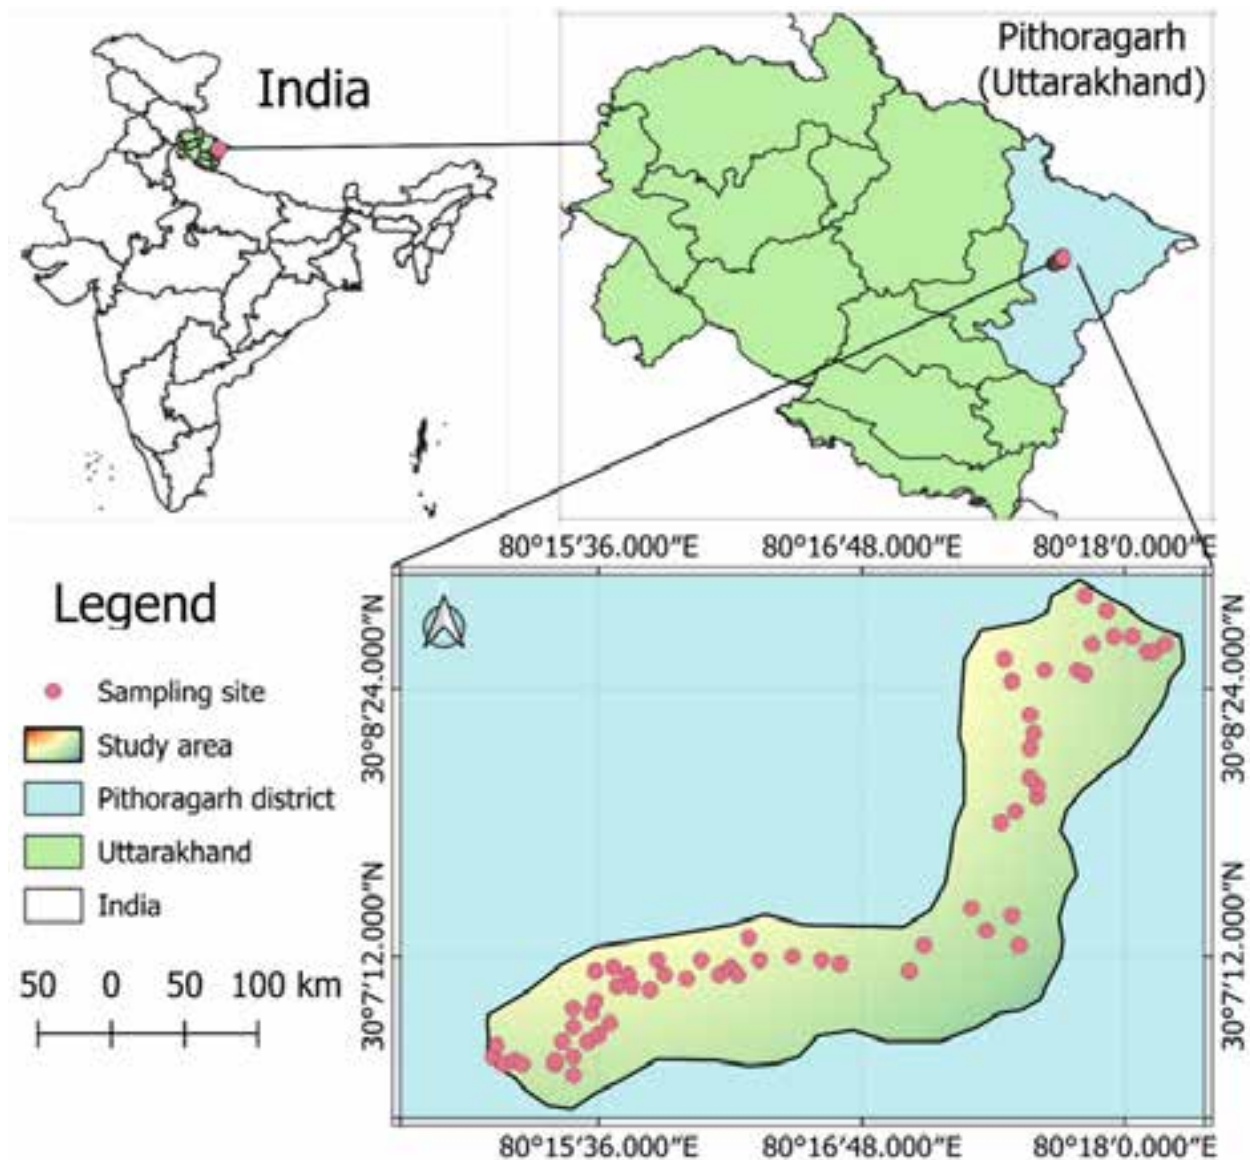 India
Pithoragarh
(Uttarakhand)
80°15′36.000″E 80°16′48.000″E 80°18′0.000″E
Legend
Sampling site
Study area
Pithoragarh district
Uttarakhand
India
50 0 50 100 km
30°8′24.000″N
30°7′12.000″N
30°8′24.000″N
30°7′12.000″N
80°15′36.000″E 80°16′48.000″E 80°18′0.000″E